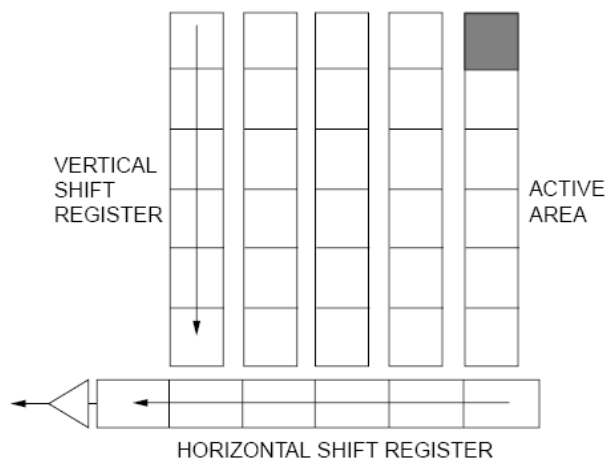 VERTICAL
SHIFT
REGISTER
ACTIVE
AREA
HORIZONTAL SHIFT REGISTER